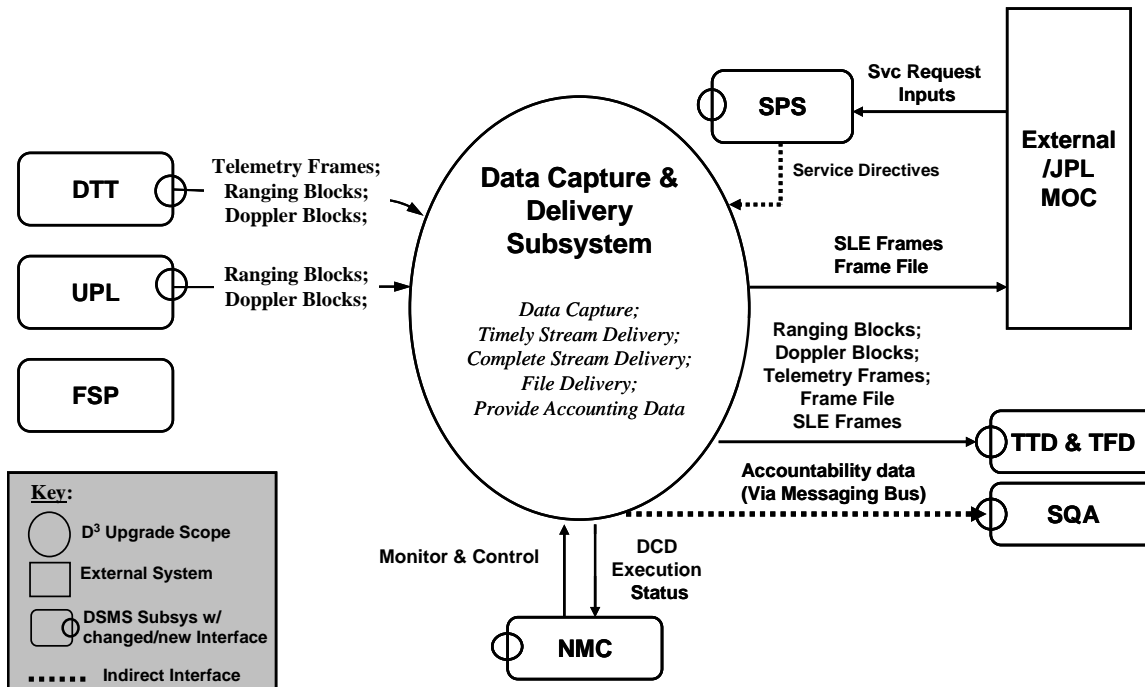 Svc Request
Inputs
SPS
External
/JPL
MOC
Service Directives
DTT
Telemetry Frames;
Ranging Blocks;
Doppler Blocks;
Data Capture &
Delivery
Subsystem
SLE Frames
Frame File
UPL
Ranging Blocks;
Doppler Blocks;
Data Capture;
Timely Stream Delivery;
Complete Stream Delivery;
File Delivery;
Provide Accounting Data
Ranging Blocks;
Doppler Blocks;
Telemetry Frames;
Frame File
SLE Frames
FSP
TTD & TFD
Accountability data
(Via Messaging Bus)
SQA
Monitor & Control
DCD
Execution
Status
NMC
Key:
D³ Upgrade Scope
External System
DSMS Subsys w/
changed/new Interface
Indirect Interface